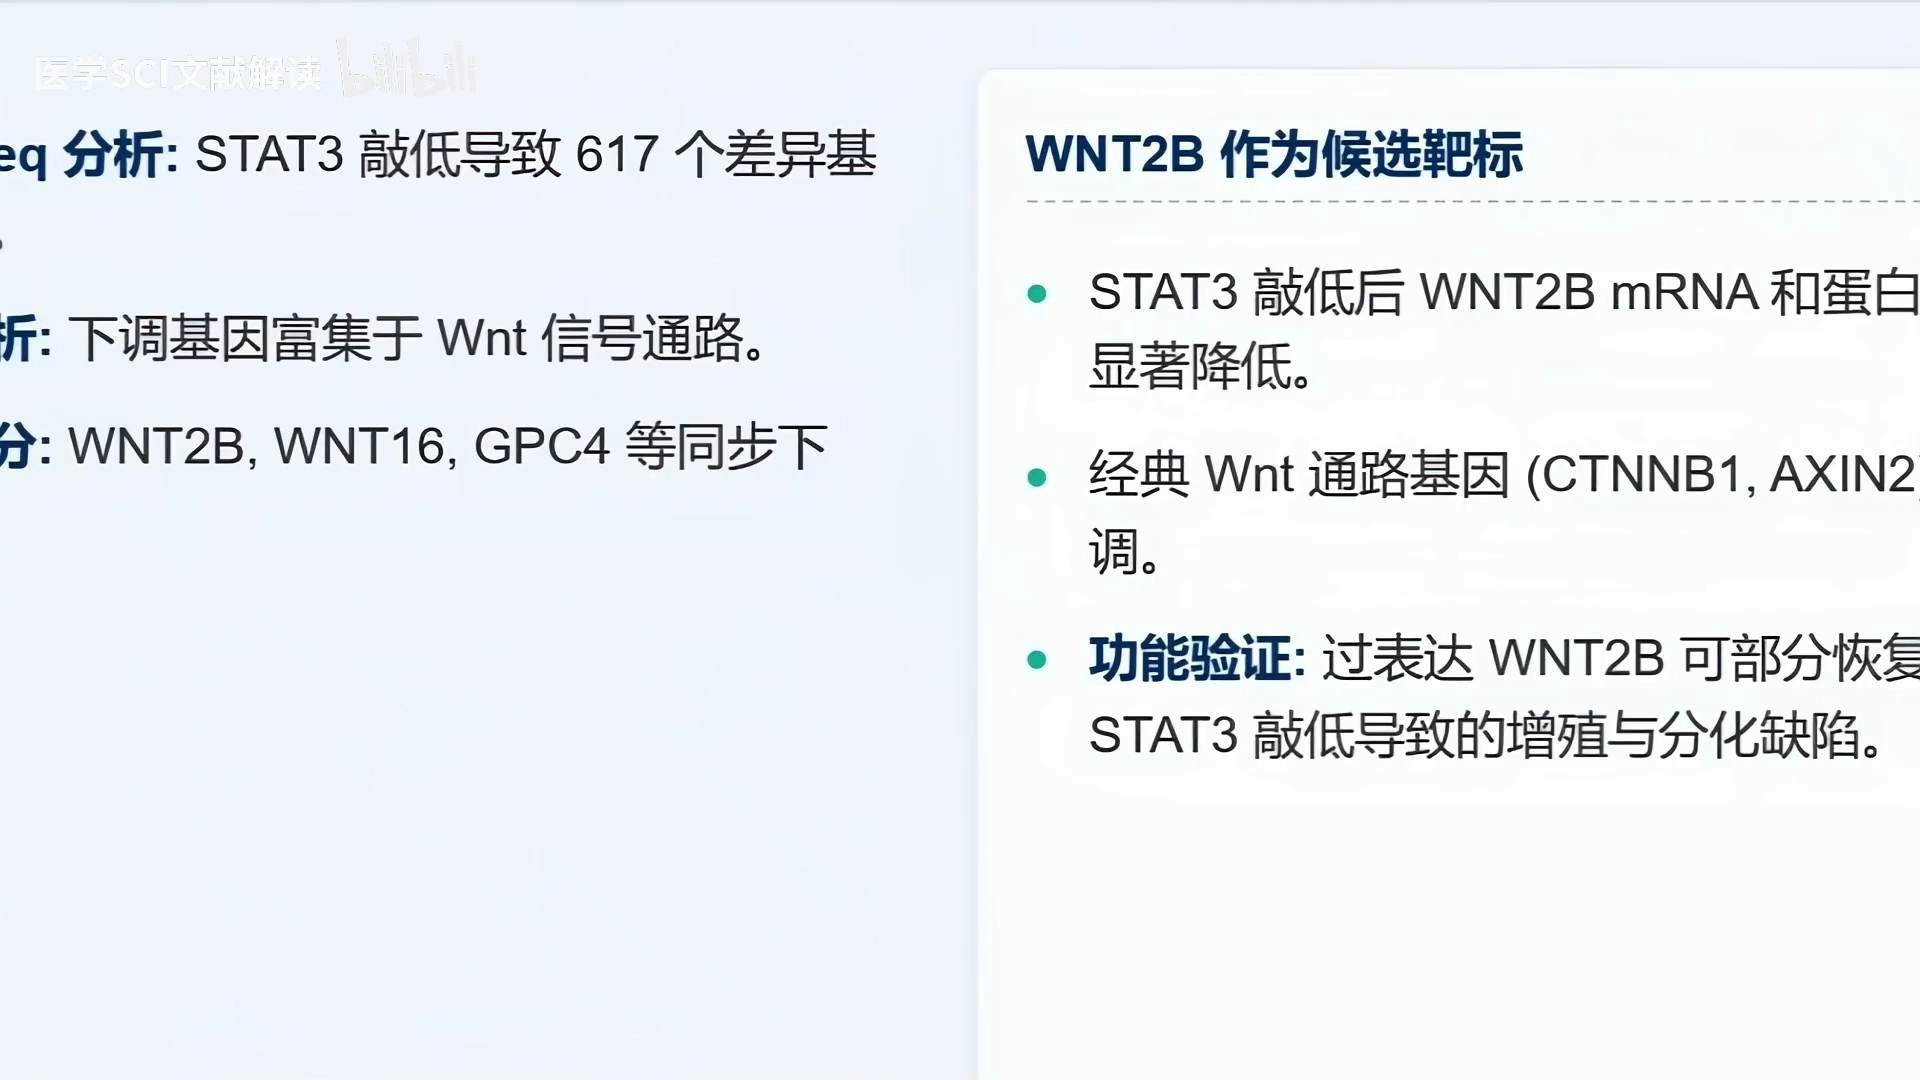 医学SCI文献解读 bilibili
eq 分析: STAT3 敲低导致 617 个差异基
。
析: 下调基因富集于 Wnt 信号通路。
分: WNT2B, WNT16, GPC4 等同步下
WNT2B 作为候选靶标
STAT3 敲低后 WNT2B mRNA 和蛋白
显著降低。
经典 Wnt 通路基因 (CTNNB1, AXIN2)
调。
功能验证: 过表达 WNT2B 可部分恢复
STAT3 敲低导致的增殖与分化缺陷。